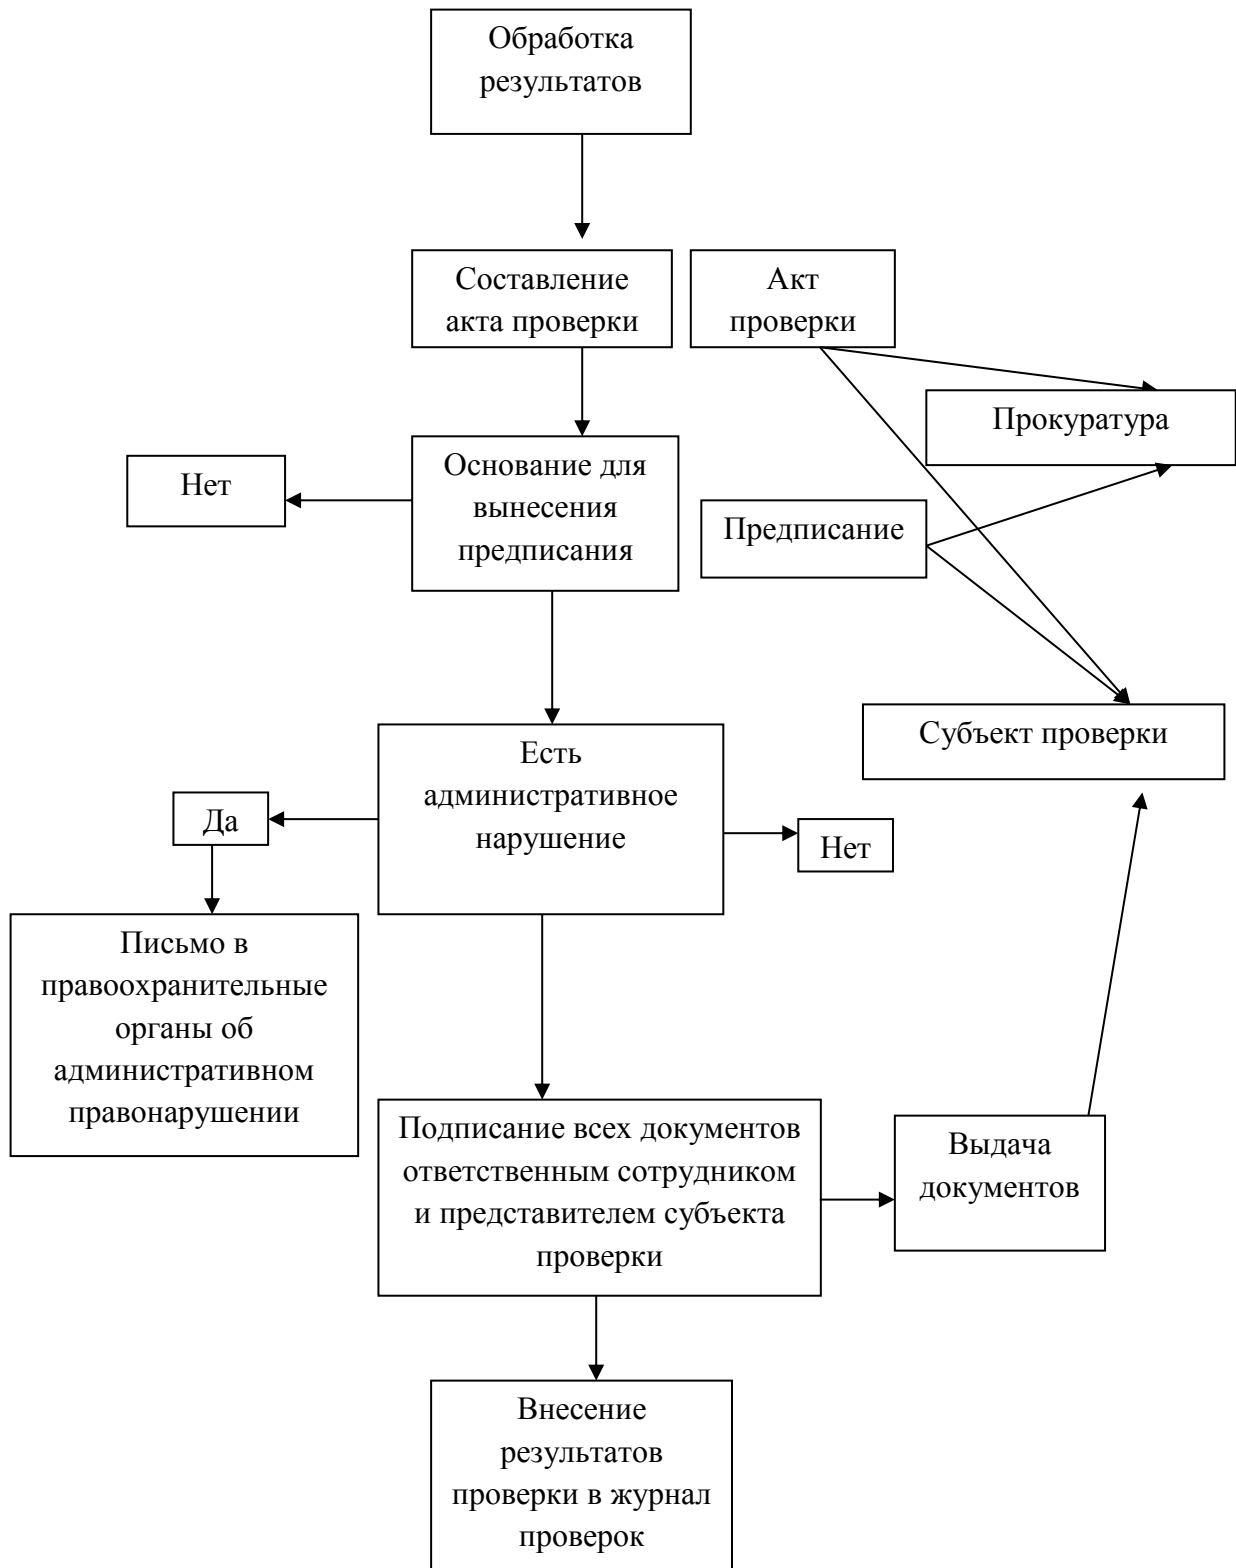 Обработка
результатов
Составление
акта проверки
Акт
проверки
Прокуратура
Нет
Основание для
вынесения
предписания
Предписание
Субъект проверки
Есть
административное
нарушение
Да
Нет
Письмо в
правоохранительные
органы об
административном
правонарушении
Подписание всех документов
ответственным сотрудником
и представителем субъекта
проверки
Выдача
документов
Внесение
результатов
проверки в журнал
проверок